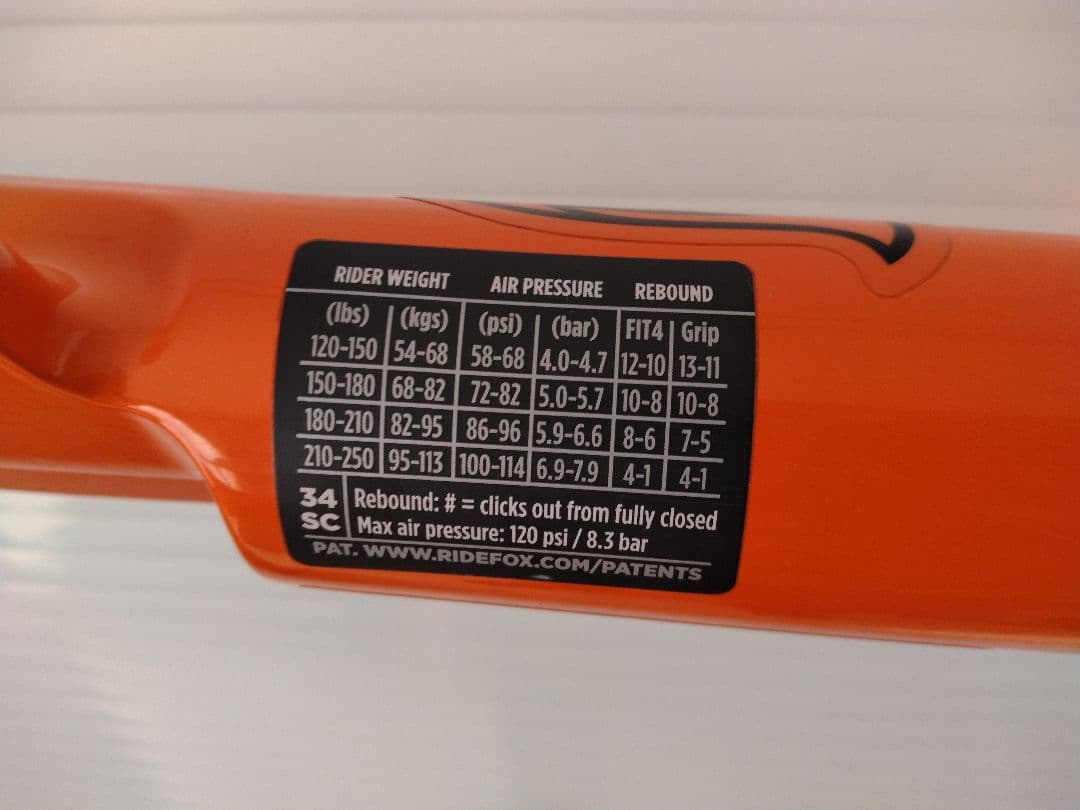 RIDER WEIGHT AIR PRESSURE REBOUND
(lbs) (kgs) (psi) (bar) FIT4 Grip
120-150 54-68 58-68 4.0-4.7 12-10 13-11
150-180 68-82 72-82 5.0-5.7 10-8 10-8
180-210 82-95 86-96 5.9-6.6 8-6 7-5
210-250 95-113 100-114 6.9-7.9 4-1 4-1
34 Rebound: # = clicks out from fully closed
SC Max air pressure: 120 psi / 8.3 bar
PAT. WWW.RIDEFOX.COM/PATENTS